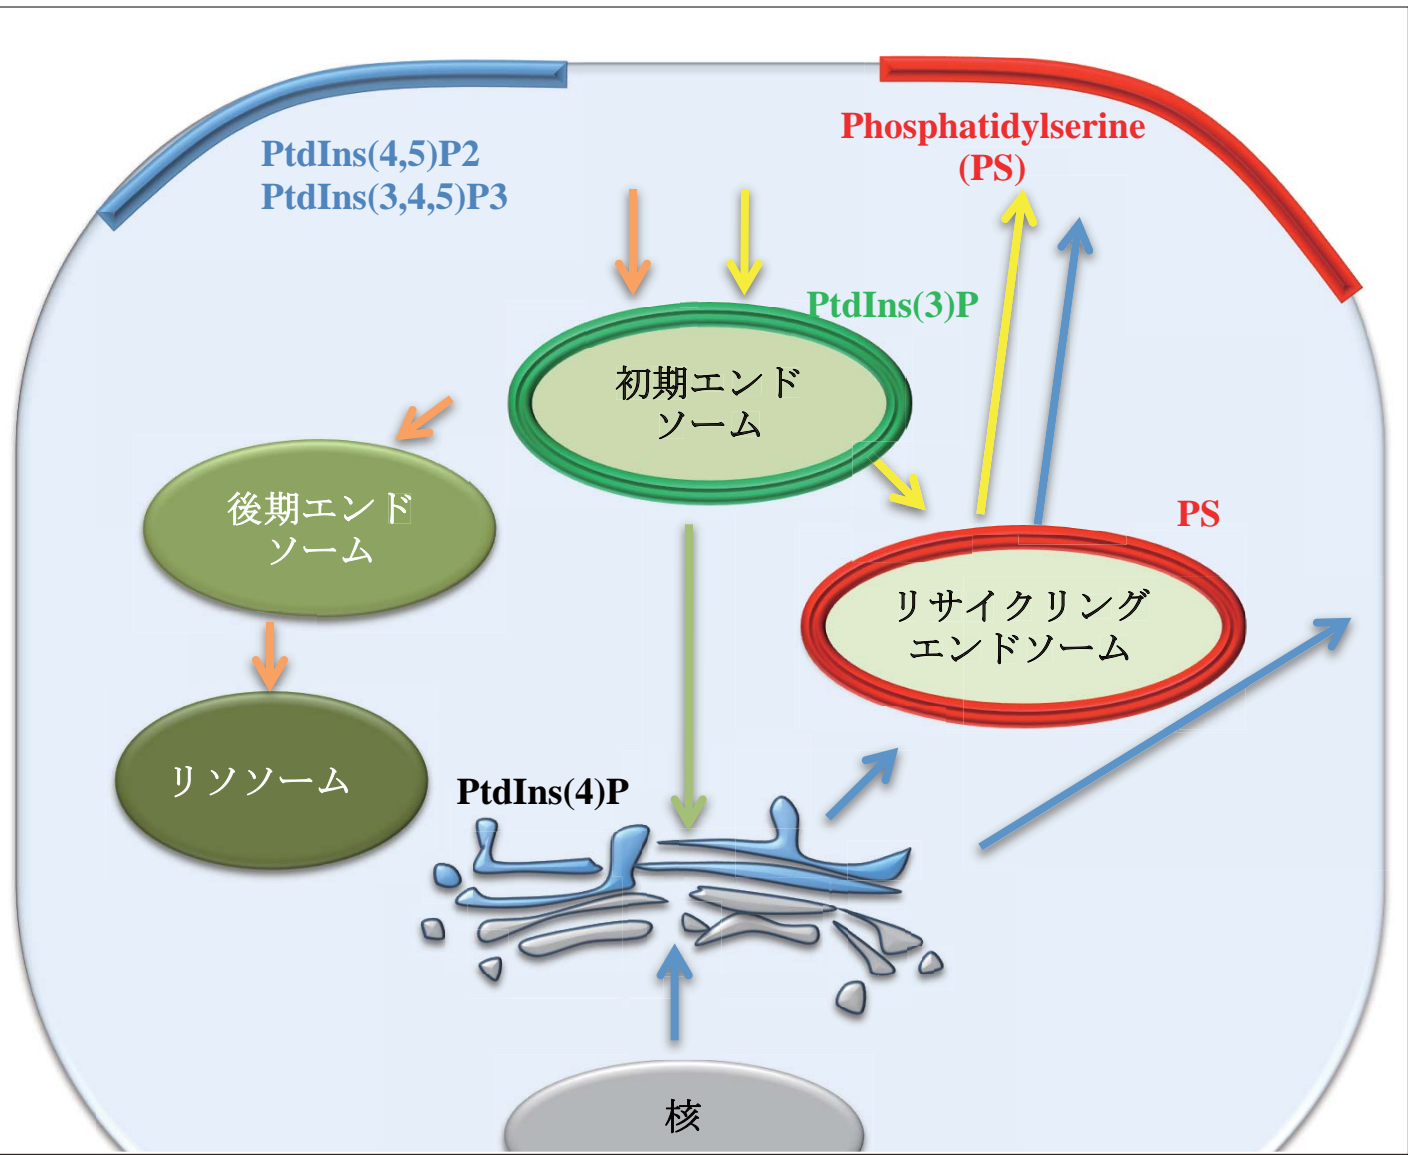 PtdIns(4,5)P2
PtdIns(3,4,5)P3
Phosphatidylserine
(PS)
PtdIns(3)P
初期エンド
ソーム
後期エンド
ソーム
PS
リサイクリング
エンドソーム
リソソーム
PtdIns(4)P
核